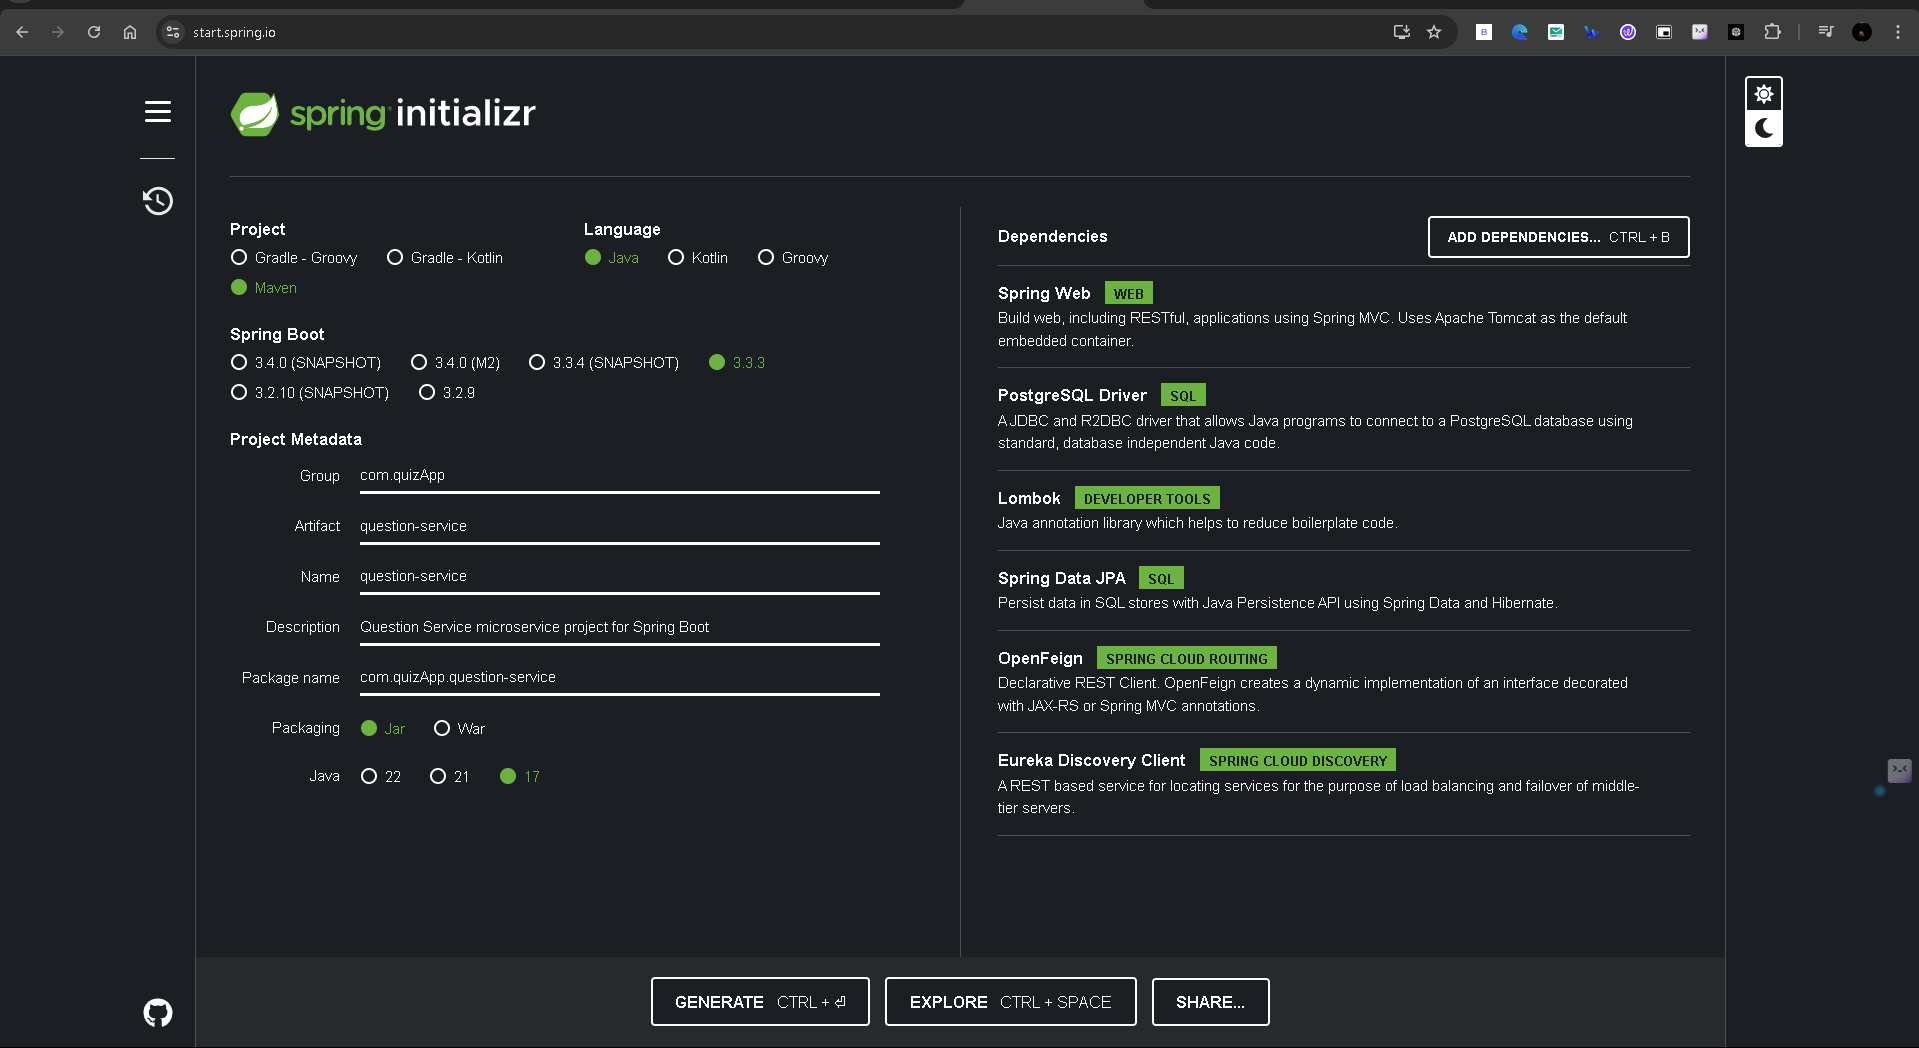 start.spring.io
spring initializr
Project
Gradle - Groovy Gradle - Kotlin
Maven
Language
Java Kotlin Groovy
Spring Boot
3.4.0 (SNAPSHOT) 3.4.0 (M2) 3.3.4 (SNAPSHOT) 3.3.3
3.2.10 (SNAPSHOT) 3.2.9
Project Metadata
Group com.quizApp
Artifact question-service
Name question-service
Description Question Service microservice project for Spring Boot
Package name com.quizApp.question-service
Packaging Jar War
Java 22 21 17
Dependencies
ADD DEPENDENCIES... CTRL + B
Spring Web WEB
Build web, including RESTful, applications using Spring MVC. Uses Apache Tomcat as the default
embedded container.
PostgreSQL Driver SQL
A JDBC and R2DBC driver that allows Java programs to connect to a PostgreSQL database using
standard, database independent Java code.
Lombok DEVELOPER TOOLS
Java annotation library which helps to reduce boilerplate code.
Spring Data JPA SQL
Persist data in SQL stores with Java Persistence API using Spring Data and Hibernate.
OpenFeign SPRING CLOUD ROUTING
Declarative REST Client. OpenFeign creates a dynamic implementation of an interface decorated
with JAX-RS or Spring MVC annotations.
Eureka Discovery Client SPRING CLOUD DISCOVERY
A REST based service for locating services for the purpose of load balancing and failover of middle-
tier servers.
GENERATE CTRL + ⏎
EXPLORE CTRL + SPACE
SHARE...